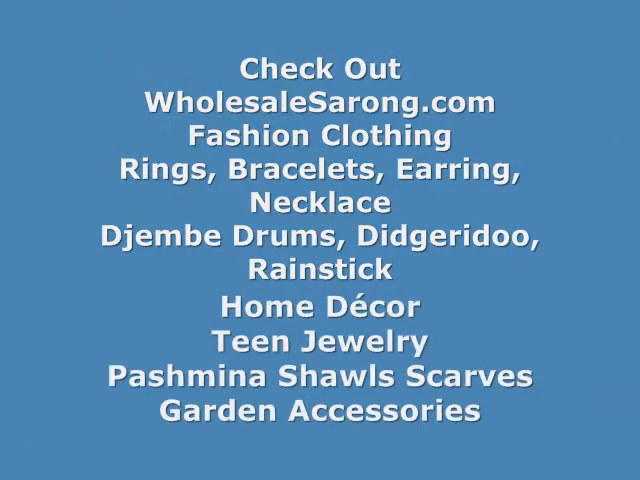 Check Out
WholesaleSarong.com
Fashion Clothing
Rings, Bracelets, Earring,
Necklace
Djembe Drums, Didgeridoo,
Rainstick
Home Décor
Teen Jewelry
Pashmina Shawls Scarves
Garden Accessories